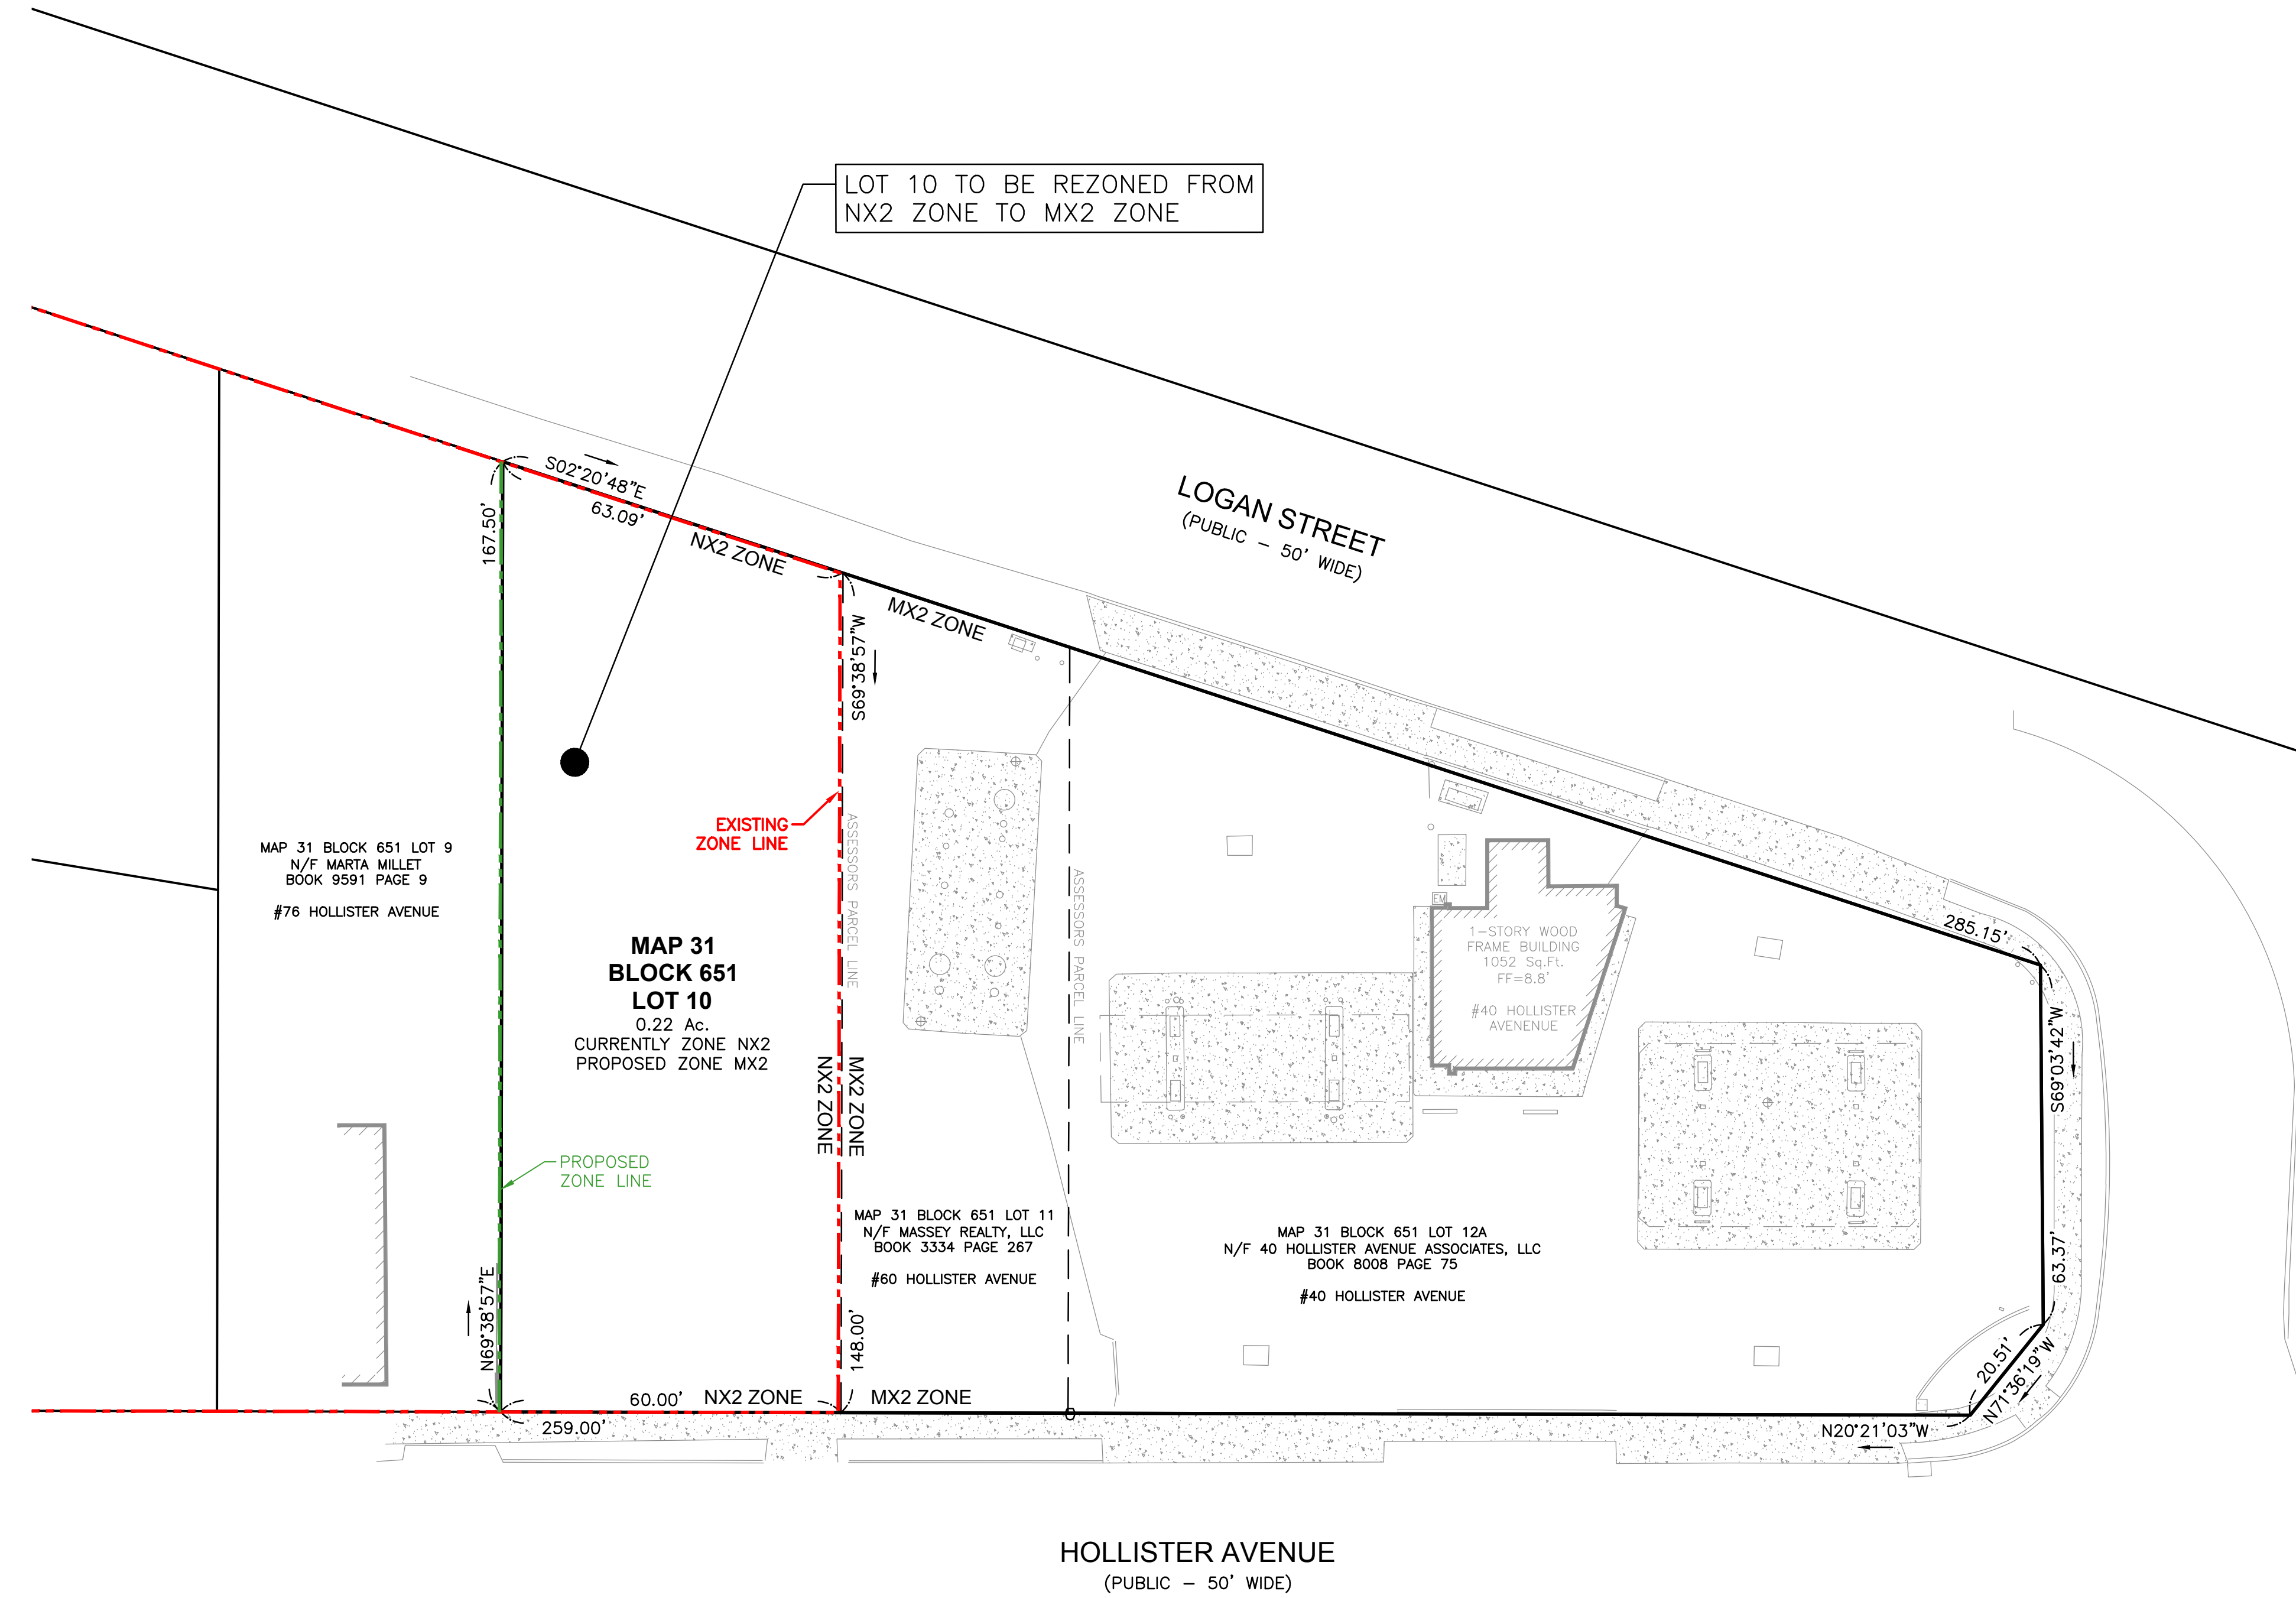 LOT 10 TO BE REZONED FROM
NX2 ZONE TO MX2 ZONE
LOGAN STREET
(PUBLIC - 50' WIDE)
S02°20'48"E
63.09'
NX2 ZONE
MX2 ZONE
167.50'
S69°38'57"W
EXISTING
ZONE LINE
ASSESSORS PARCEL LINE
ASSESSORS PARCEL LINE
MAP 31 BLOCK 651 LOT 9
N/F MARTA MILLET
BOOK 9591 PAGE 9
#76 HOLLISTER AVENUE
MAP 31
BLOCK 651
LOT 10
0.22 Ac.
CURRENTLY ZONE NX2
PROPOSED ZONE MX2
NX2 ZONE
MX2 ZONE
PROPOSED
ZONE LINE
EM
1-STORY WOOD
FRAME BUILDING
1052 Sq.Ft.
FF=8.8'
#40 HOLLISTER
AVENENUE
285.15'
S69°03'42"W
63.37'
MAP 31 BLOCK 651 LOT 11
N/F MASSEY REALTY, LLC
BOOK 3334 PAGE 267
#60 HOLLISTER AVENUE
MAP 31 BLOCK 651 LOT 12A
N/F 40 HOLLISTER AVENUE ASSOCIATES, LLC
BOOK 8008 PAGE 75
#40 HOLLISTER AVENUE
N69°38'57"E
148.00'
20.51'
N71°36'19"W
60.00'
NX2 ZONE
MX2 ZONE
259.00'
N20°21'03"W
HOLLISTER AVENUE
(PUBLIC - 50' WIDE)